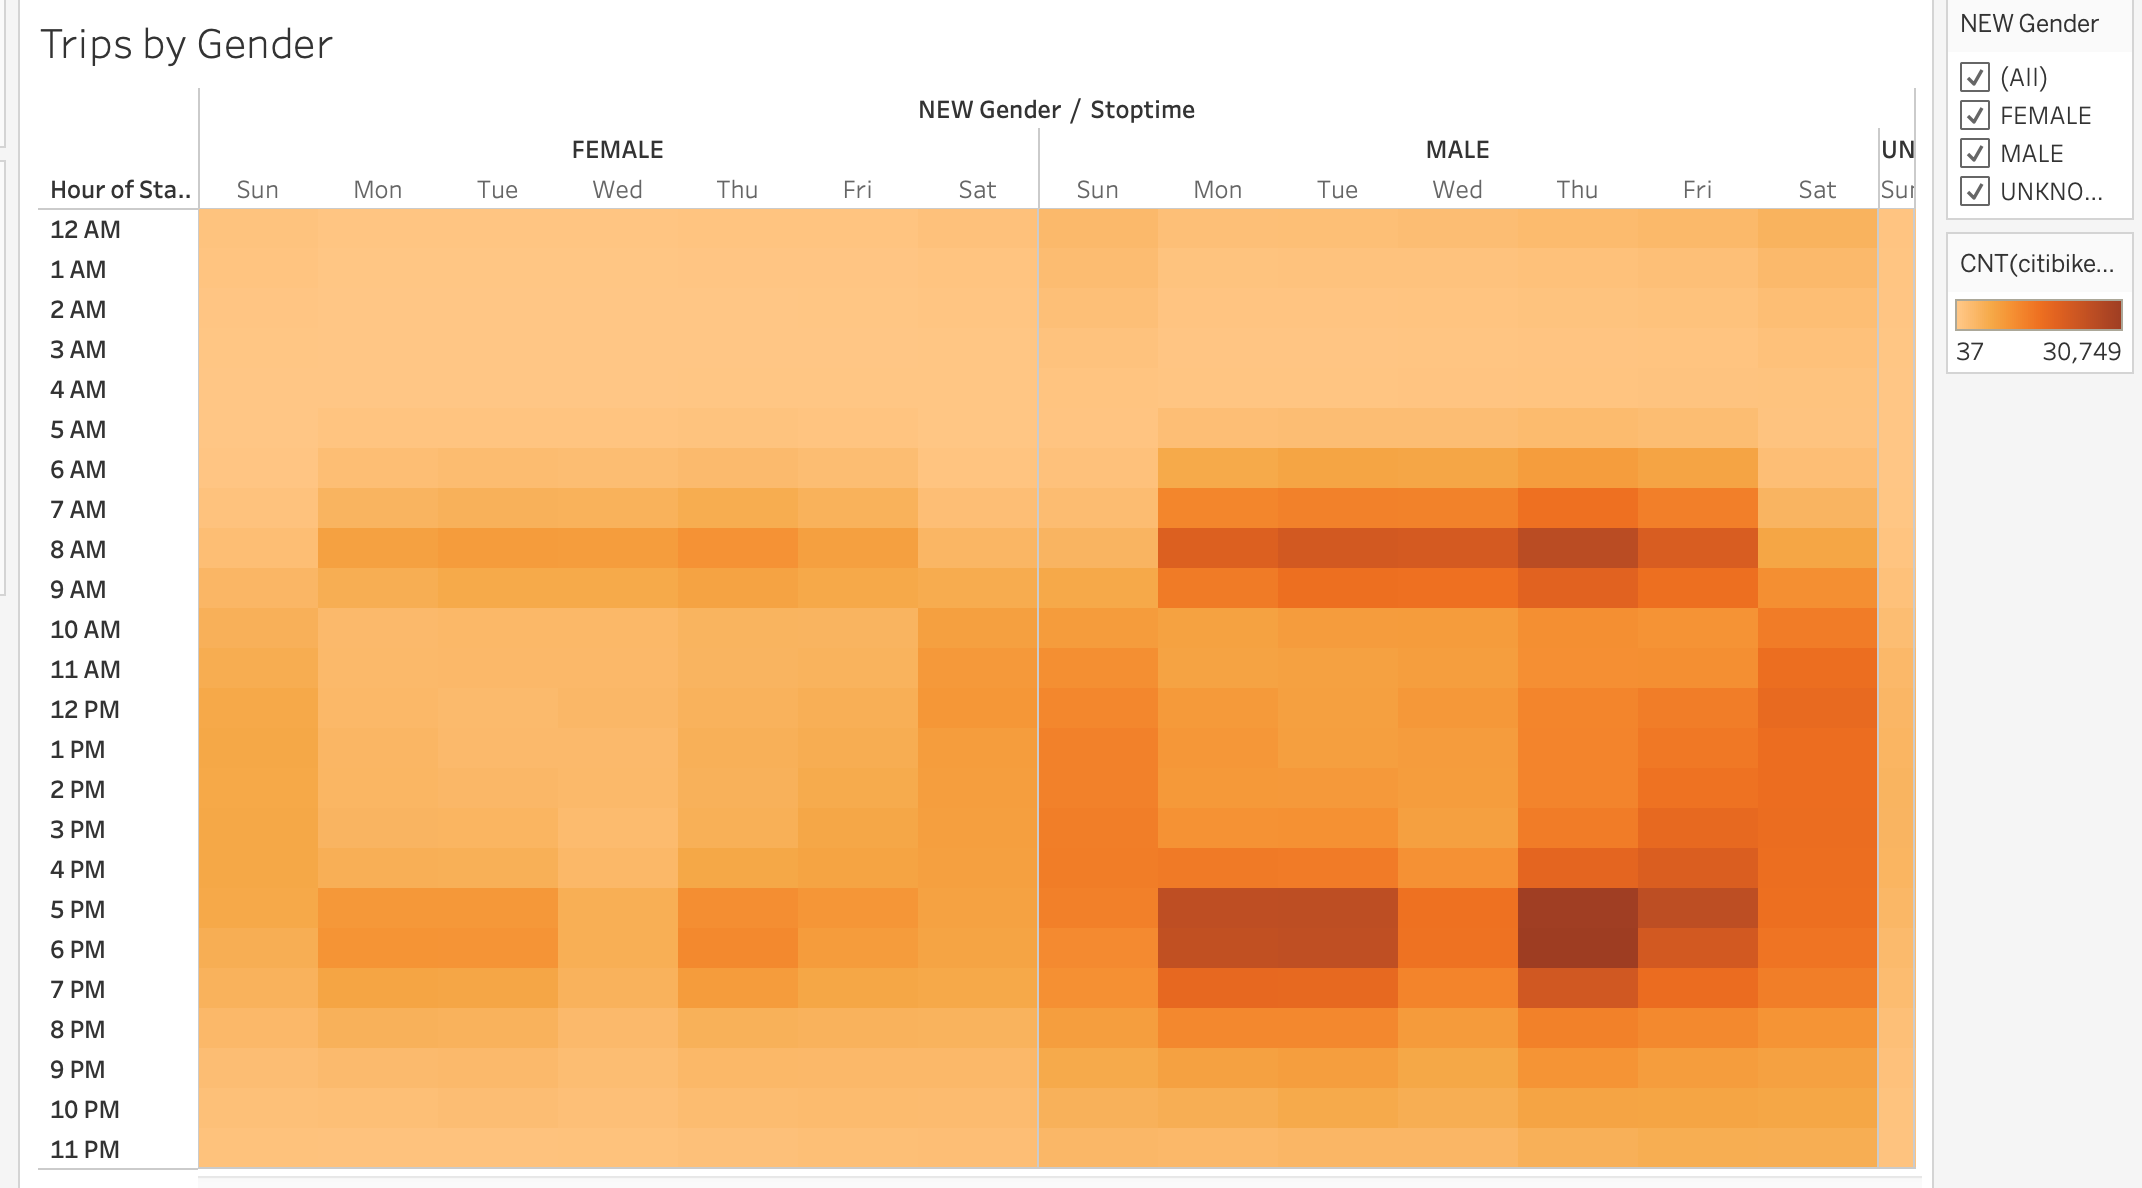 Trips by Gender
NEW Gender / Stoptime
FEMALE MALE UN
Hour of Sta.. Sun Mon Tue Wed Thu Fri Sat Sun Mon Tue Wed Thu Fri Sat Sun
12 AM
1 AM
2 AM
3 AM
4 AM
5 AM
6 AM
7 AM
8 AM
9 AM
10 AM
11 AM
12 PM
1 PM
2 PM
3 PM
4 PM
5 PM
6 PM
7 PM
8 PM
9 PM
10 PM
11 PM
NEW Gender
(All)
FEMALE
MALE
UNKNO...
CNT(citibike...
37 30,749